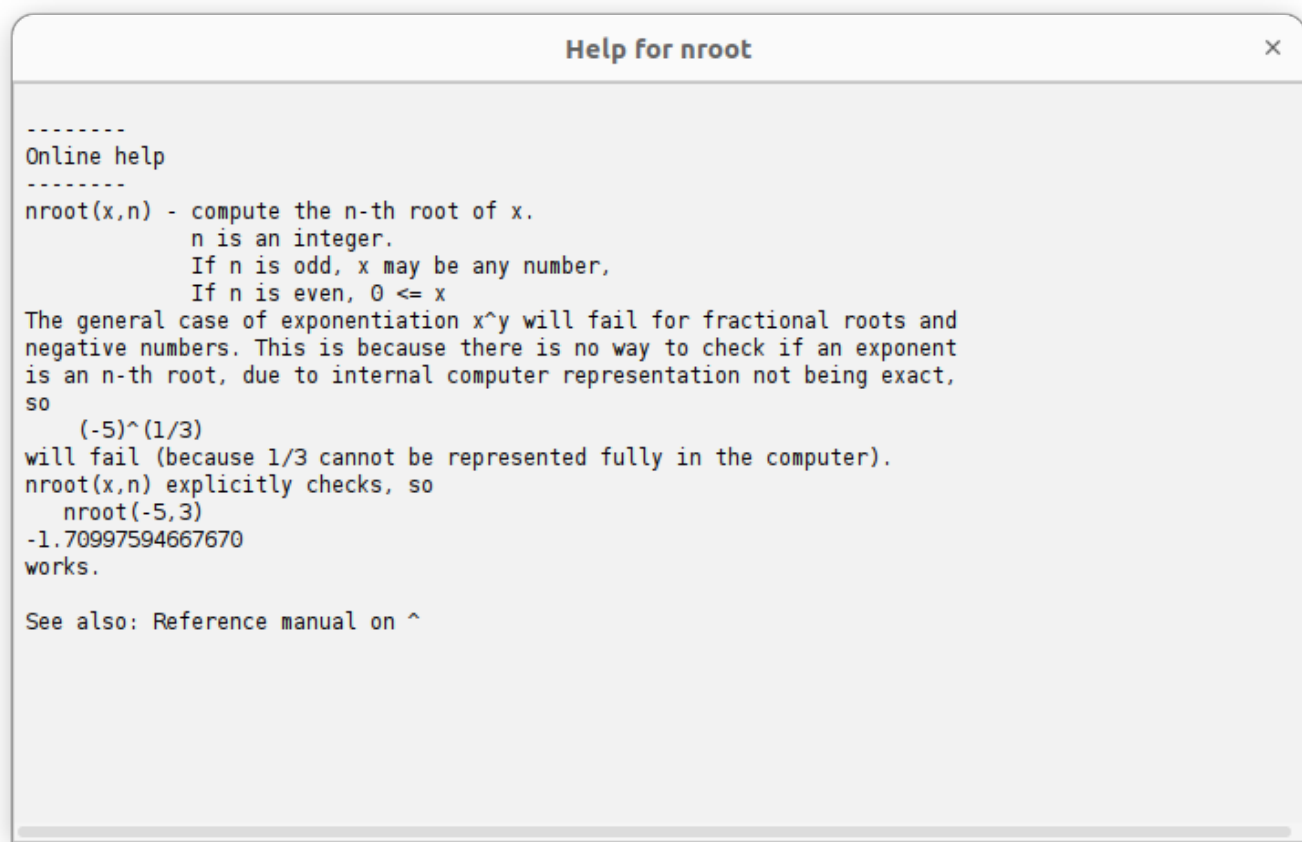 Help for nroot
×
--------
Online help
--------
nroot(x,n) - compute the n-th root of x.
             n is an integer.
             If n is odd, x may be any number,
             If n is even, 0 <= x
The general case of exponentiation x^y will fail for fractional roots and
negative numbers. This is because there is no way to check if an exponent
is an n-th root, due to internal computer representation not being exact,
so
    (-5)^(1/3)
will fail (because 1/3 cannot be represented fully in the computer).
nroot(x,n) explicitly checks, so
   nroot(-5,3)
-1.70997594667670
works.

See also: Reference manual on ^